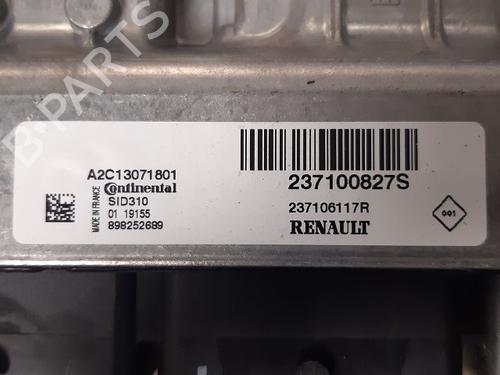 A2C13071801
MADE IN FRANCE
Continental
SID310
01 19155
898252689
237100827S
237106117R
RENAULT
001
B-PARTS